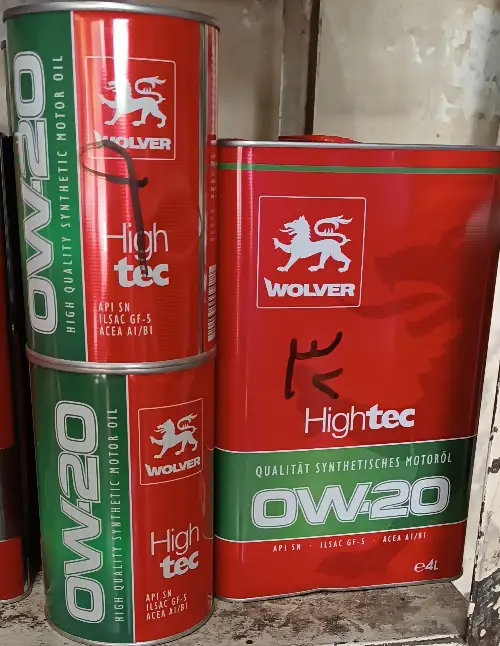 0W-20
HIGH QUALITY SYNTHETIC MOTOR OIL
WOLVER
High
tec
API SN
ILSAC GF-5
ACEA A1/B1
0W-20
HIGH QUALITY SYNTHETIC MOTOR OIL
WOLVER
High
tec
API SN
ILSAC GF-5
ACEA A1/B1
WOLVER
Hightec
QUALITÄT SYNTHETISCHES MOTORÖL
0W-20
API SN · ILSAC GF-5 · ACEA A1/B1
℮4L